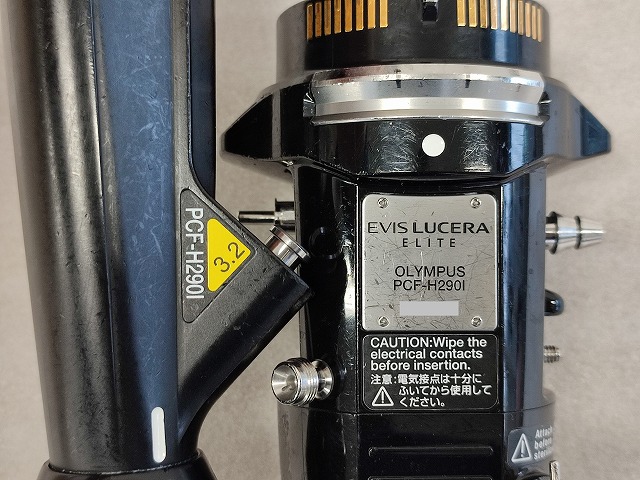 PCF-H290I
3.2
EVIS LUCERA
ELITE
OLYMPUS
PCF-H290I
CAUTION:Wipe the
electrical contacts
before insertion.
注意:電気接点は十分に
ふいてから使用して
ください。
Attach
before